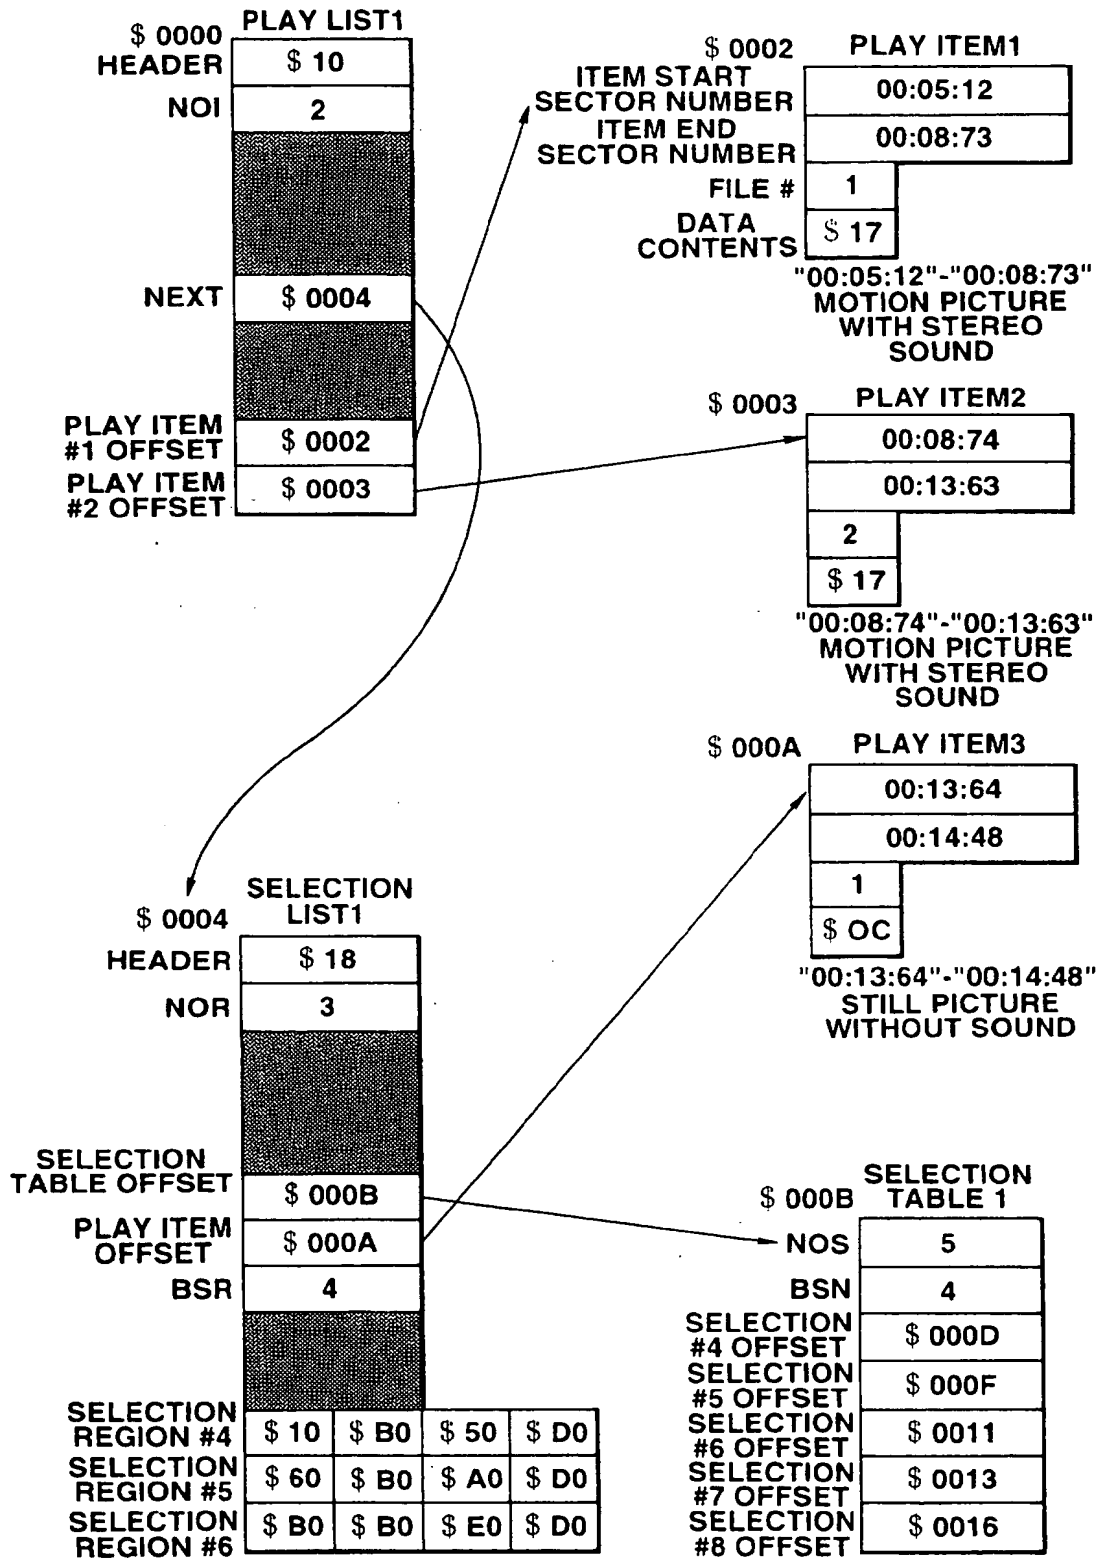 PLAY LIST1
$ 0000
HEADER $ 10
NOI 2
NEXT $ 0004
PLAY ITEM
#1 OFFSET $ 0002
PLAY ITEM
#2 OFFSET $ 0003
$ 0002 PLAY ITEM1
ITEM START
SECTOR NUMBER 00:05:12
ITEM END
SECTOR NUMBER 00:08:73
FILE # 1
DATA
CONTENTS $ 17
"00:05:12"-"00:08:73"
MOTION PICTURE
WITH STEREO
SOUND
$ 0003 PLAY ITEM2
00:08:74
00:13:63
2
$ 17
"00:08:74"-"00:13:63"
MOTION PICTURE
WITH STEREO
SOUND
$ 000A PLAY ITEM3
00:13:64
00:14:48
1
$ OC
"00:13:64"-"00:14:48"
STILL PICTURE
WITHOUT SOUND
SELECTION
$ 0004 LIST1
HEADER $ 18
NOR 3
SELECTION
TABLE OFFSET $ 000B
PLAY ITEM
OFFSET $ 000A
BSR 4
SELECTION
REGION #4 $ 10 $ B0 $ 50 $ D0
SELECTION
REGION #5 $ 60 $ B0 $ A0 $ D0
SELECTION
REGION #6 $ B0 $ B0 $ E0 $ D0
SELECTION
$ 000B TABLE 1
NOS 5
BSN 4
SELECTION
#4 OFFSET $ 000D
SELECTION
#5 OFFSET $ 000F
SELECTION
#6 OFFSET $ 0011
SELECTION
#7 OFFSET $ 0013
SELECTION
#8 OFFSET $ 0016